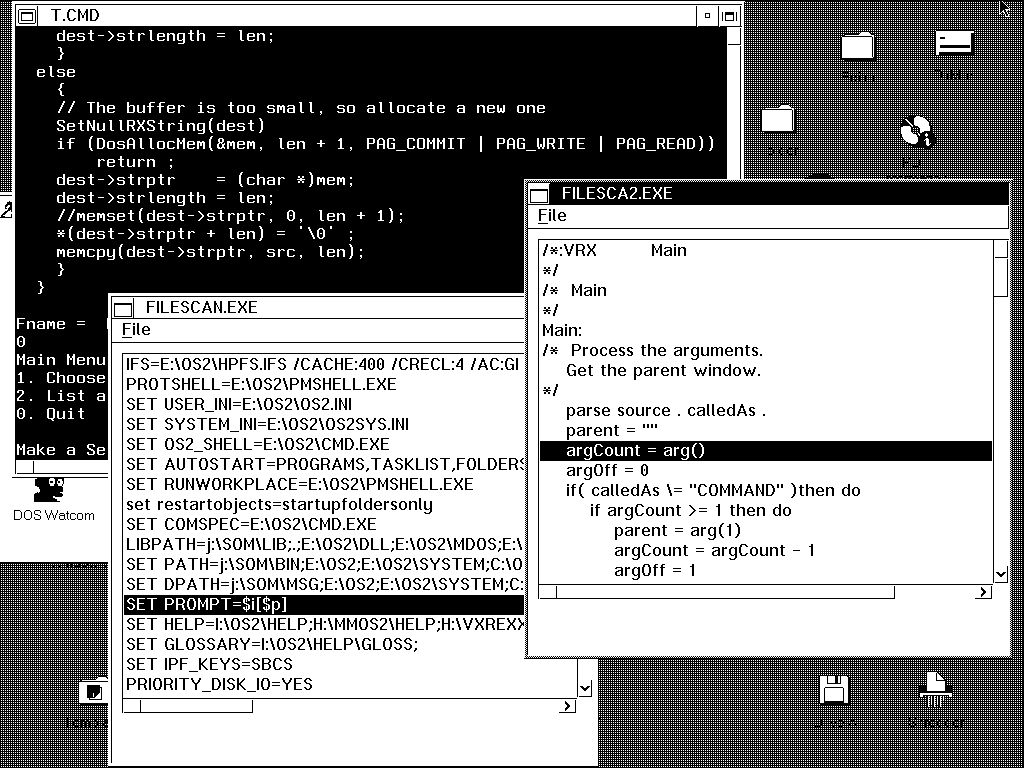 T.CMD
dest->strlength = len;
}
else
{
// The buffer is too small, so allocate a new one
SetNullRXString(dest)
if (DosAllocMem(&mem, len + 1, PAG_COMMIT | PAG_WRITE | PAG_READ))
return ;
dest->strptr    = (char *)mem;
dest->strlength = len;
//memset(dest->strptr, 0, len + 1);
*(dest->strptr + len) = '\0' ;
memcpy(dest->strptr, src, len);
}
}
Fname =
0
Main Menu
1. Choose
2. List a
0. Quit
Make a Se
DOS Watcom
FILESCAN.EXE
File
IFS=E:\OS2\HPFS.IFS /CACHE:400 /CRECL:4 /AC:GI
PROTSHELL=E:\OS2\PMSHELL.EXE
SET USER_INI=E:\OS2\OS2.INI
SET SYSTEM_INI=E:\OS2\OS2SYS.INI
SET OS2_SHELL=E:\OS2\CMD.EXE
SET AUTOSTART=PROGRAMS,TASKLIST,FOLDERS
SET RUNWORKPLACE=E:\OS2\PMSHELL.EXE
set restartobjects=startupfoldersonly
SET COMSPEC=E:\OS2\CMD.EXE
LIBPATH=j:\SOM\LIB;.;E:\OS2\DLL;E:\OS2\MDOS;E:\
SET PATH=j:\SOM\BIN;E:\OS2;E:\OS2\SYSTEM;C:\O
SET DPATH=j:\SOM\MSG;E:\OS2;E:\OS2\SYSTEM;C:
SET PROMPT=$i[$p]
SET HELP=I:\OS2\HELP;H:\MMOS2\HELP;H:\VXREXX
SET GLOSSARY=I:\OS2\HELP\GLOSS;
SET IPF_KEYS=SBCS
PRIORITY_DISK_IO=YES
FILESCA2.EXE
File
/*:VRX         Main
*/
/*  Main
*/
Main:
/*  Process the arguments.
Get the parent window.
*/
parse source . calledAs .
parent = ""
argCount = arg()
argOff = 0
if( calledAs \= "COMMAND" )then do
if argCount >= 1 then do
parent = arg(1)
argCount = argCount - 1
argOff = 1